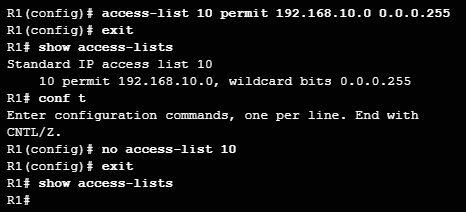 R1(config)# access-list 10 permit 192.168.10.0 0.0.0.255
R1(config)# exit
R1# show access-lists
Standard IP access list 10
    10 permit 192.168.10.0, wildcard bits 0.0.0.255
R1# conf t
Enter configuration commands, one per line. End with
CNTL/Z.
R1(config)# no access-list 10
R1(config)# exit
R1# show access-lists
R1#